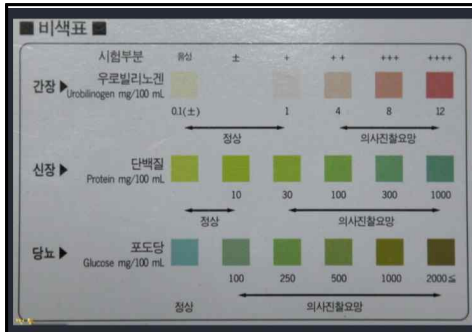 ■ 비색표 ■
시험부분 음성 ± + ++ +++ ++++
간장 ▶ 우로빌리노겐
Urobilinogen mg/100 mL
0.1(±) 1 4 8 12
정상 의사진찰요망
신장 ▶ 단백질
Protein mg/100 mL
10 30 100 300 1000
정상 의사진찰요망
당뇨 ▶ 포도당
Glucose mg/100 mL
100 250 500 1000 2000≤
정상 의사진찰요망